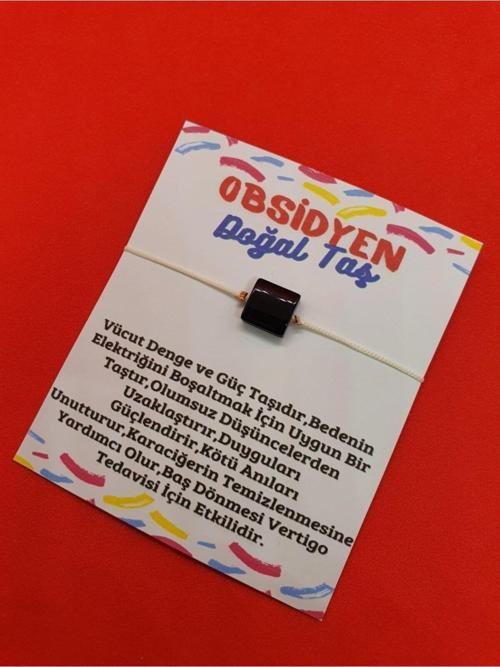 OBSİDYEN
Doğal Taş
Vücut Denge ve Güç Taşıdır,Bedenin
Elektriğini Boşaltmak İçin Uygun Bir
Taştır,Olumsuz Düşüncelerden
Uzaklaştırır,Duyguları
Güçlendirir,Kötü Anıları
Unutturur,Karaciğerin Temizlenmesine
Yardımcı Olur,Baş Dönmesi Vertigo
Tedavisi İçin Etkilidir.